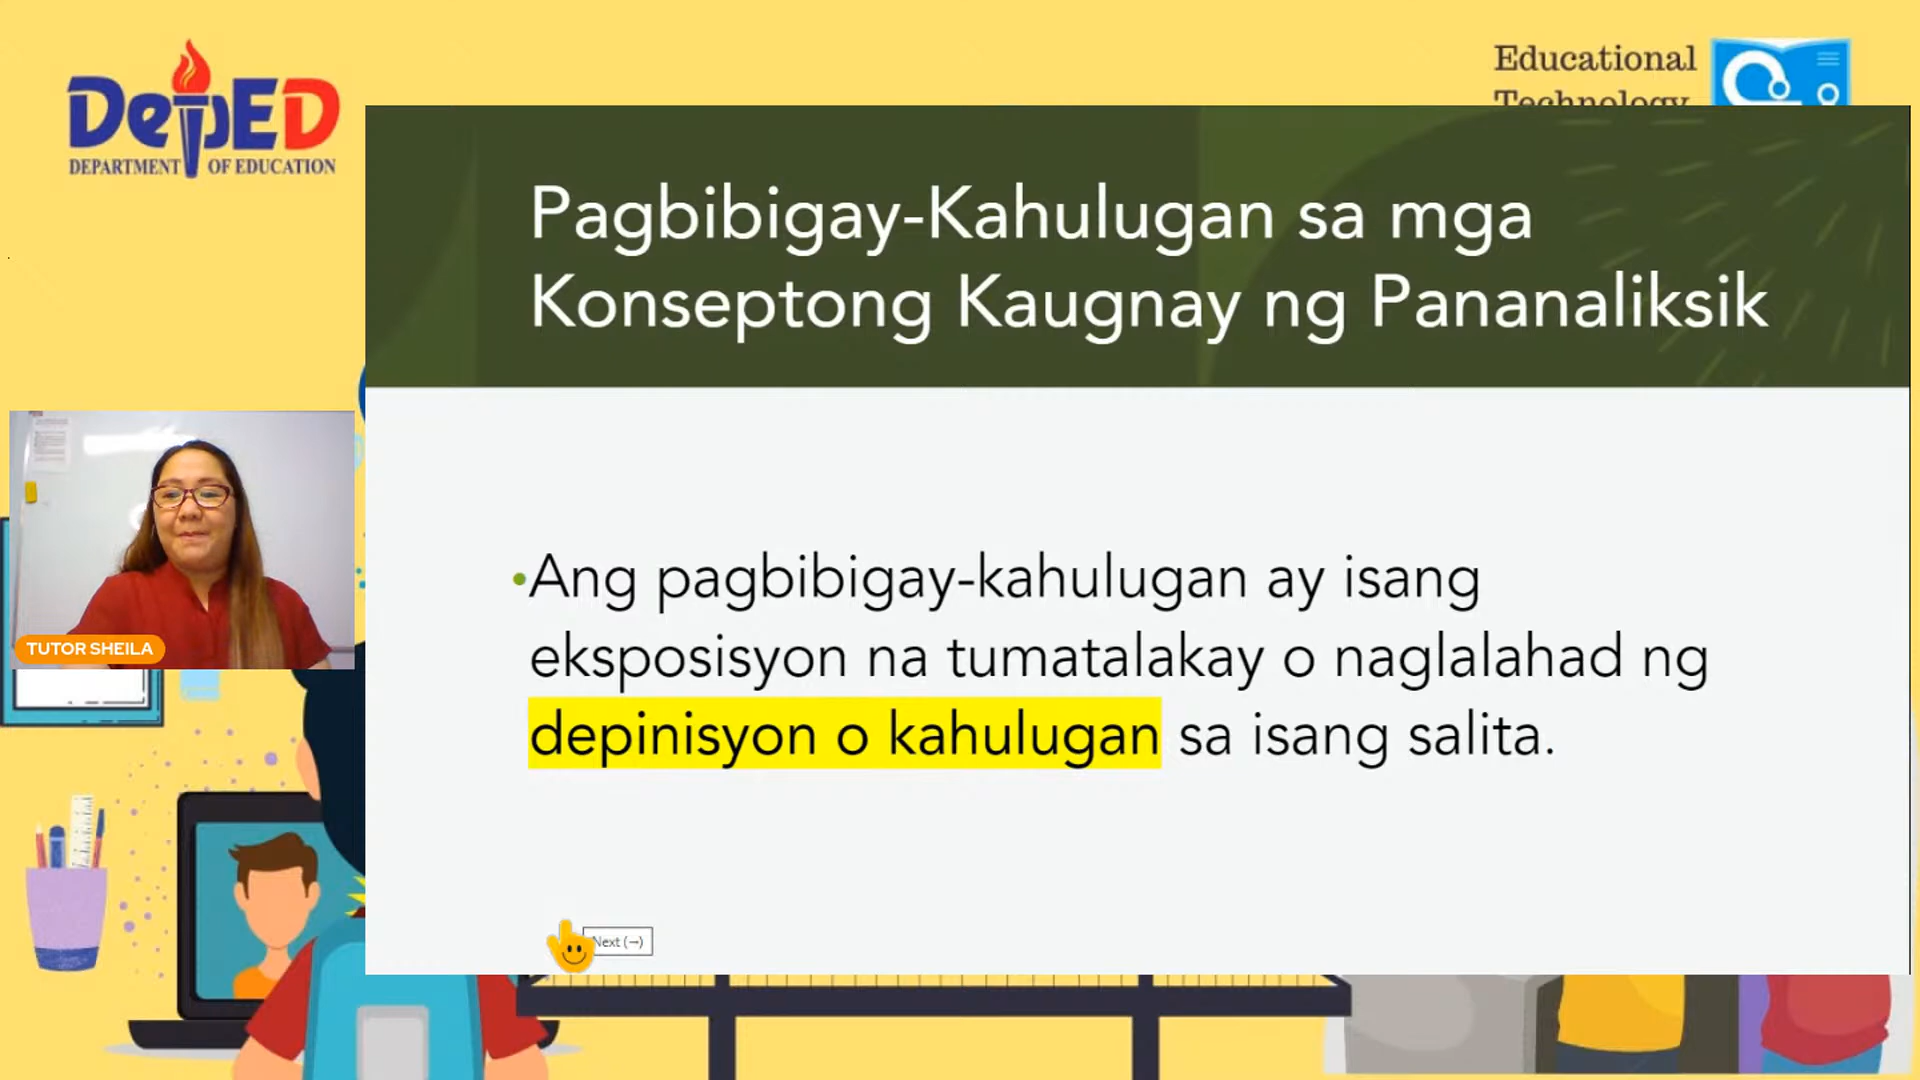 DepED
DEPARTMENT OF EDUCATION
Educational
Technology
Pagbibigay-Kahulugan sa mga
Konseptong Kaugnay ng Pananaliksik
•Ang pagbibigay-kahulugan ay isang
eksposisyon na tumatalakay o naglalahad ng
depinisyon o kahulugan sa isang salita.
TUTOR SHEILA
Next (→)